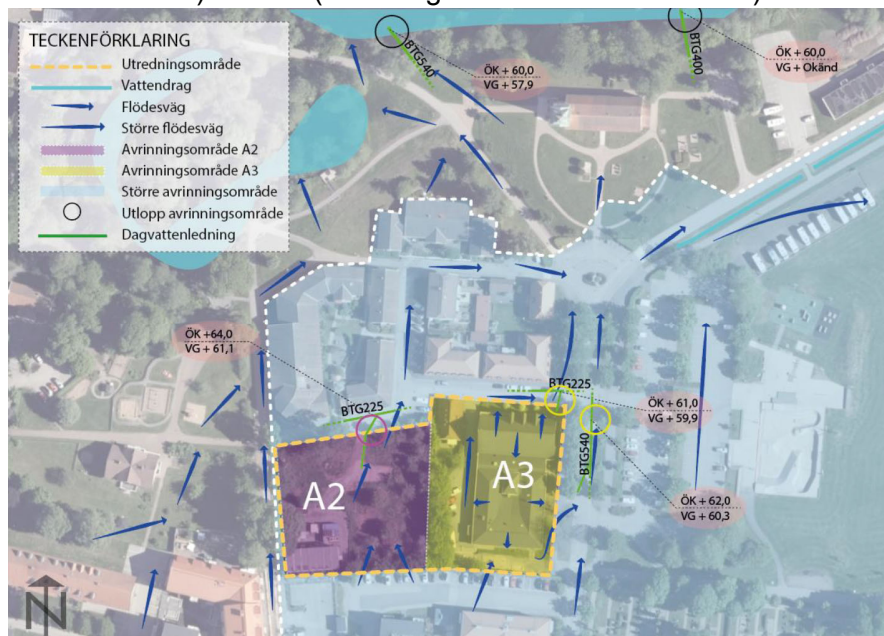 TECKENFÖRKLARING
Utredningsområde
Vattendrag
Flödesväg
Större flödesväg
Avrinningsområde A2
Avrinningsområde A3
Större avrinningsområde
Utlopp avrinningsområde
Dagvattenledning
BTG540
ÖK + 60,0
VG + 57,9
BTG400
ÖK + 60,0
VG + Okänd
ÖK +64,0
VG + 61,1
BTG225
BTG225
ÖK + 61,0
VG + 59,9
BTG540
ÖK + 62,0
VG + 60,3
A2
A3
N